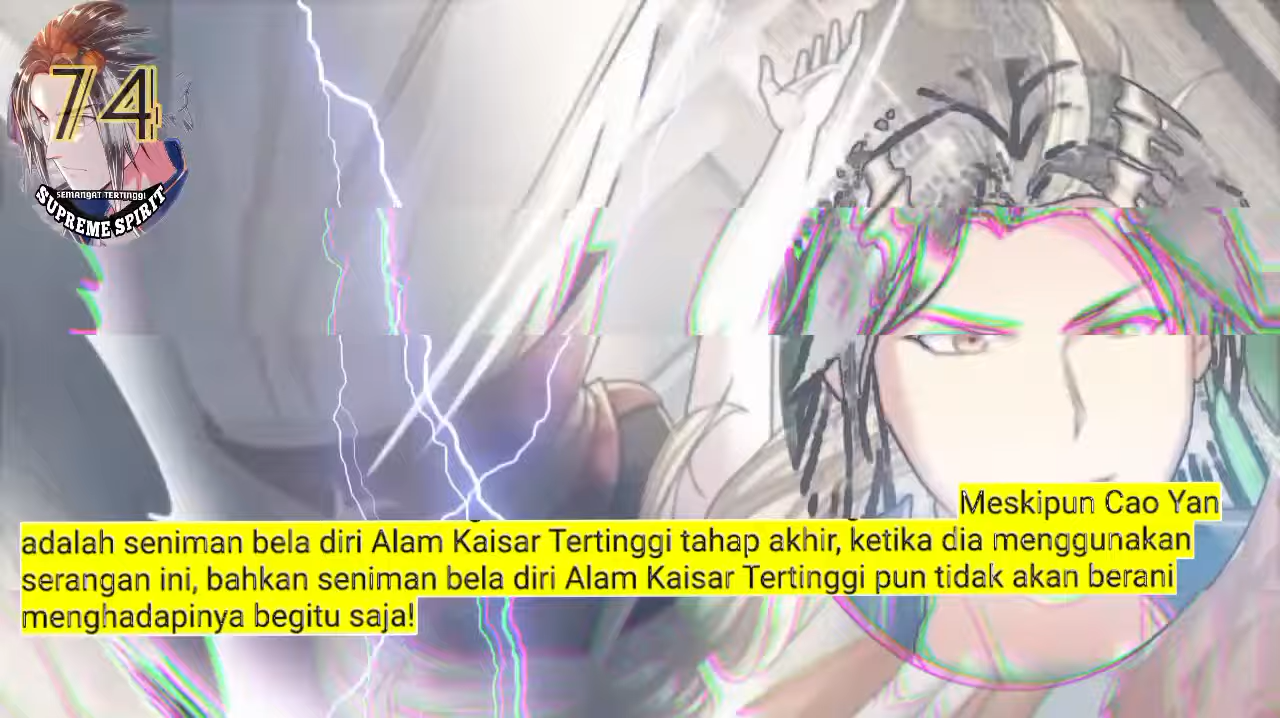 74
SEMANGAT TERTINGGI
SUPREME SPIRIT
Meskipun Cao Yan
adalah seniman bela diri Alam Kaisar Tertinggi tahap akhir, ketika dia menggunakan
serangan ini, bahkan seniman bela diri Alam Kaisar Tertinggi pun tidak akan berani
menghadapinya begitu saja!